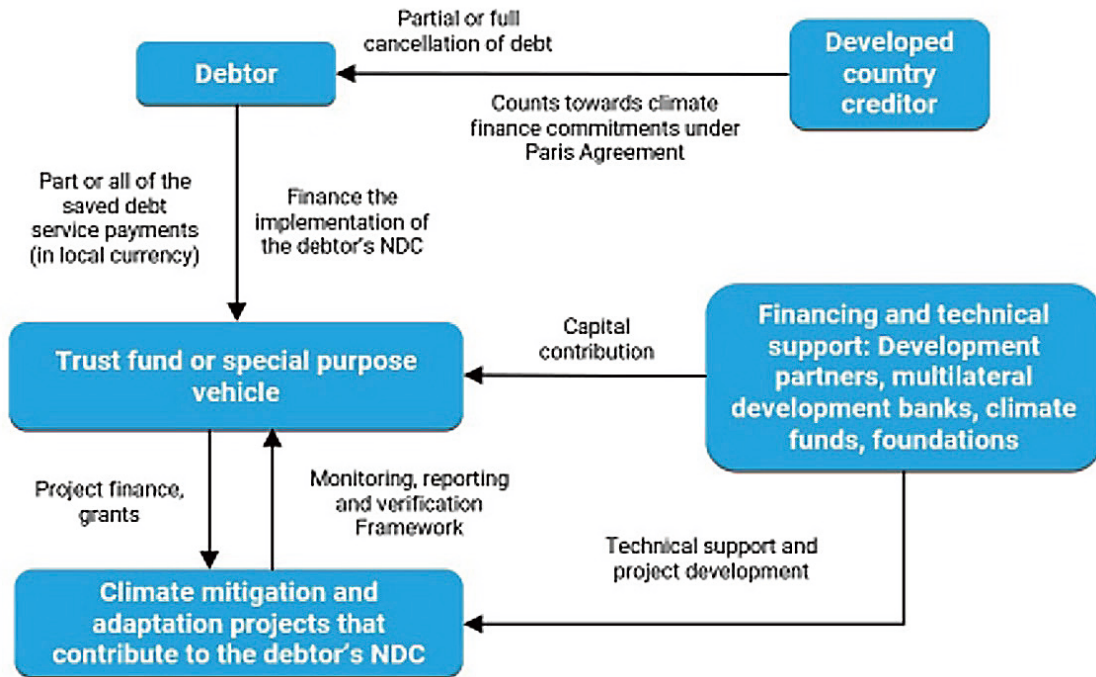 Partial or full
cancellation of debt
Debtor
Developed
country
creditor
Counts towards climate
finance commitments under
Paris Agreement
Part or all of the
saved debt
service payments
(in local currency)
Finance the
implementation of
the debtor's NDC
Trust fund or special purpose
vehicle
Capital
contribution
Financing and technical
support: Development
partners, multilateral
development banks, climate
funds, foundations
Project finance,
grants
Monitoring, reporting
and verification
Framework
Technical support and
project development
Climate mitigation and
adaptation projects that
contribute to the debtor's NDC